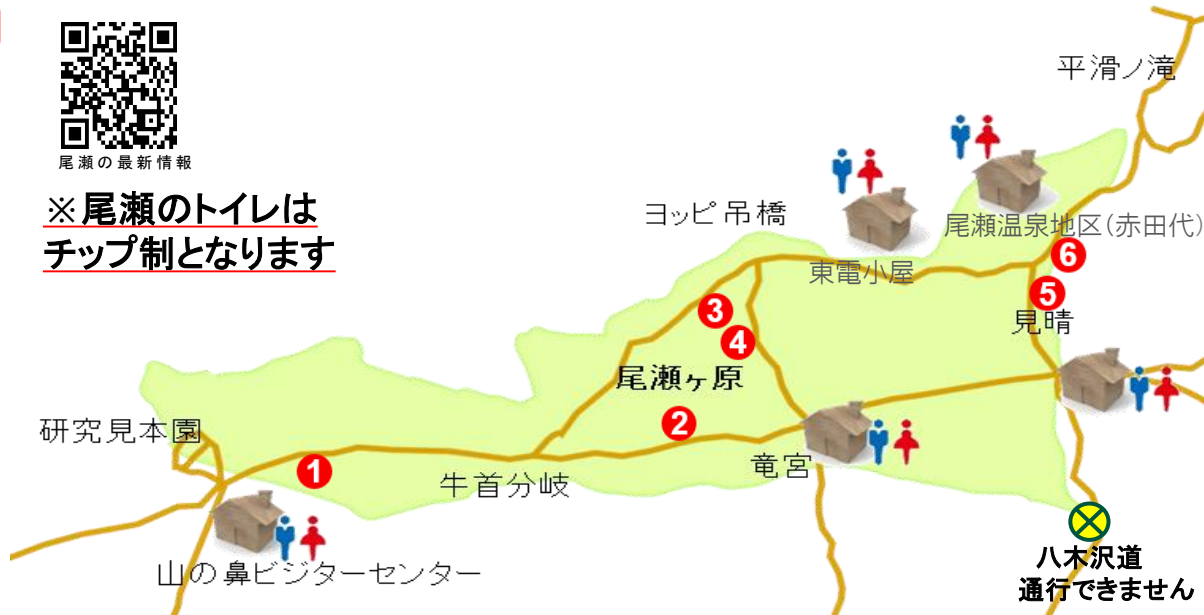 尾瀬の最新情報
※尾瀬のトイレは
チップ制となります
平滑ノ滝
ヨッピ吊橋
尾瀬温泉地区(赤田代)
東電小屋
6
5
3
見晴
4
尾瀬ヶ原
2
研究見本園
1
牛首分岐
竜宮
山の鼻ビジターセンター
八木沢道
通行できません